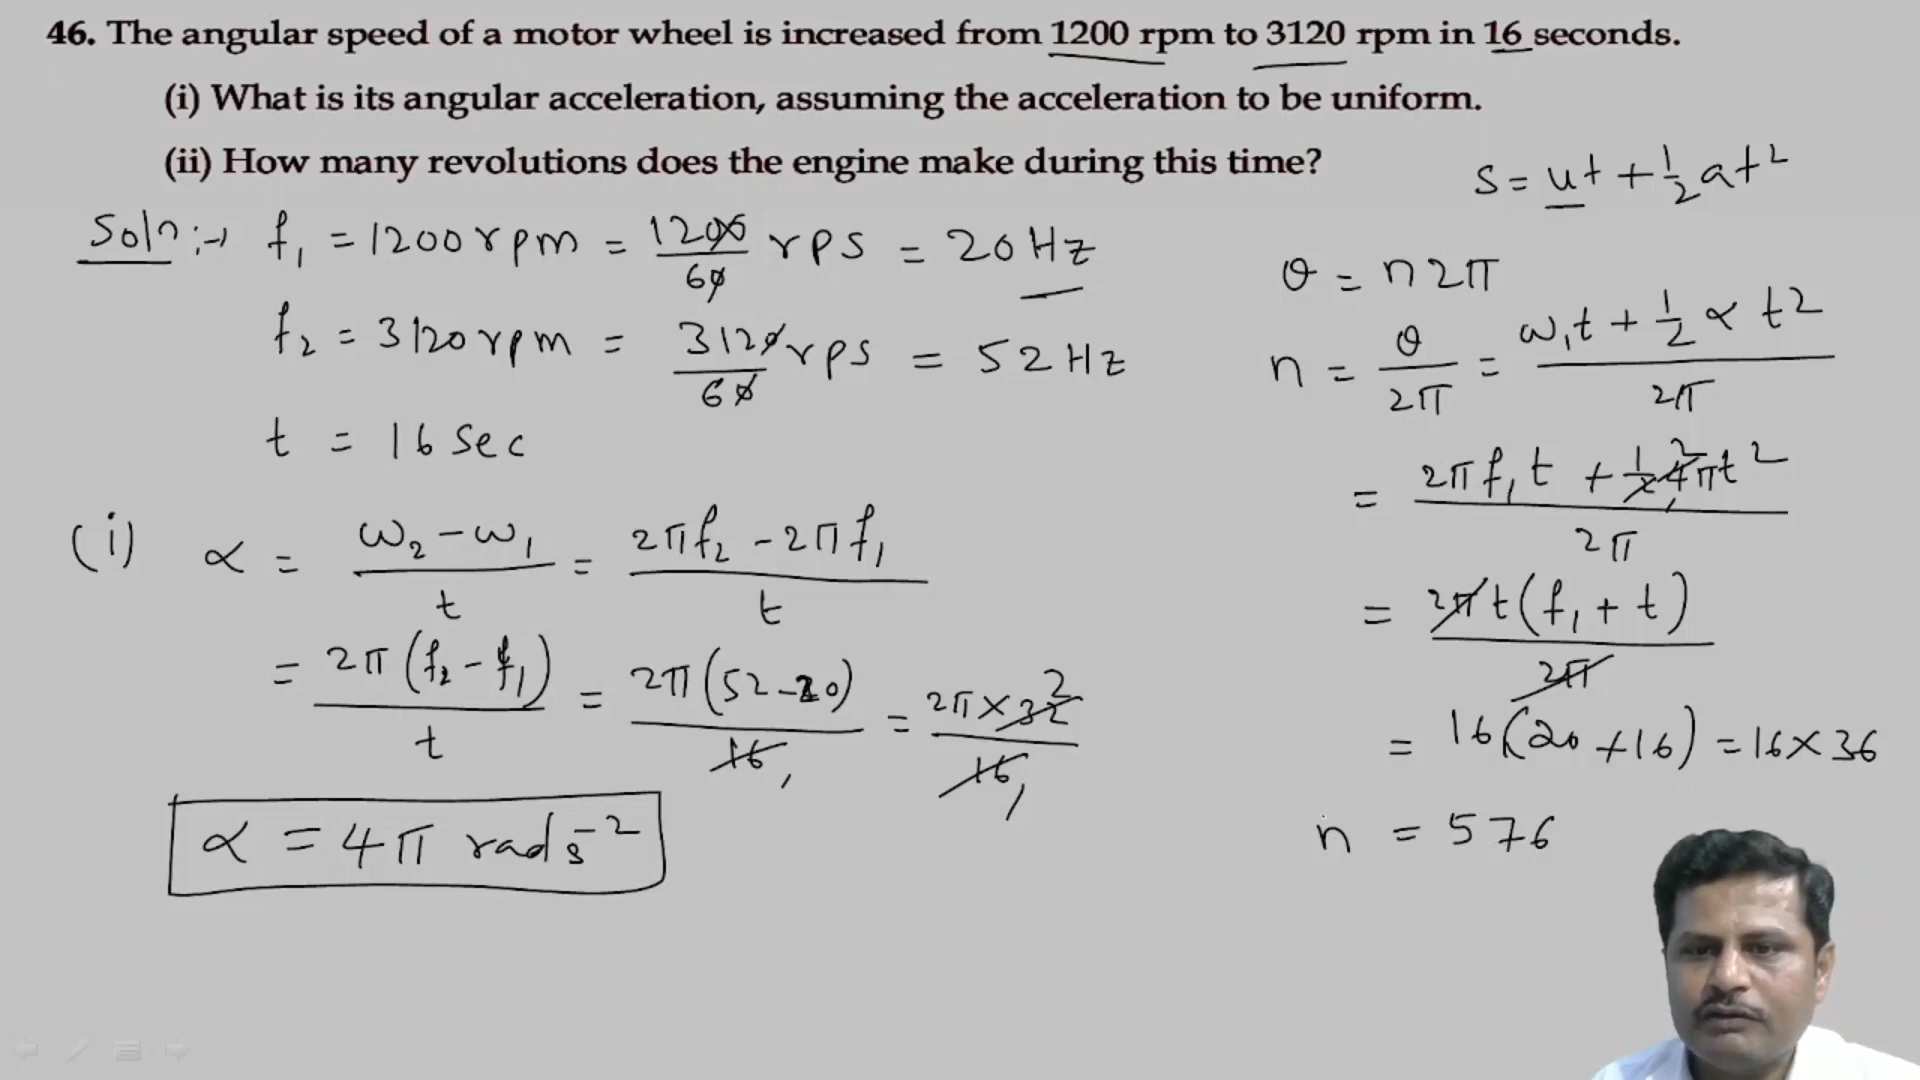 46. The angular speed of a motor wheel is increased from 1200 rpm to 3120 rpm in 16 seconds.
(i) What is its angular acceleration, assuming the acceleration to be uniform.
(ii) How many revolutions does the engine make during this time?
S = ut + 1/2 at²
Soln :→ f₁ = 1200 rpm = 1200/60 rps = 20 Hz
f₂ = 3120 rpm = 3120/60 rps = 52 Hz
t = 16 Sec
(i) α = (ω₂ - ω₁)/t = (2πf₂ - 2πf₁)/t
= 2π(f₂ - f₁)/t = 2π(52 - 20)/16 = 2π × 32/16
α = 4π rad s⁻²
θ = n2π
n = θ/2π = (ω₁t + 1/2 αt²)/2π
= (2πf₁t + 1/2 4πt²)/2π
= 2πt(f₁ + t)/2π
= 16(20 + 16) = 16 × 36
n = 576